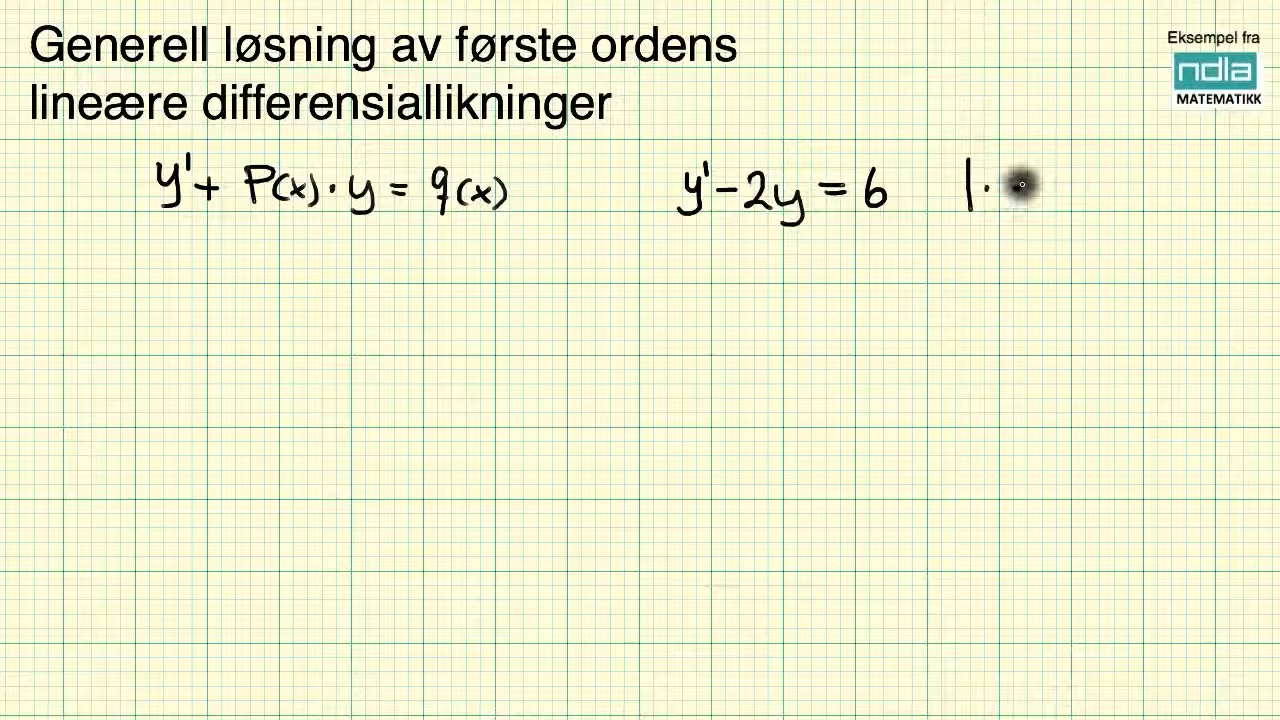 Generell løsning av første ordens
lineære differensiallikninger
Eksempel fra
ndla
MATEMATIKK
y' + P(x) · y = q(x)
y' - 2y = 6 | ·